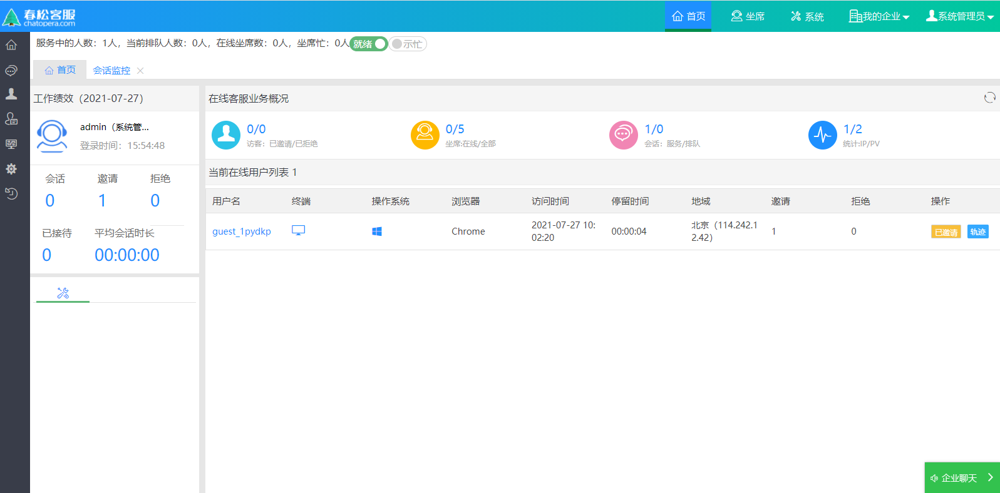 春松客服
chatopera.com
首页
坐席
系统
我的企业
系统管理员
服务中的人数：1人，当前排队人数：0人，在线坐席数：0人，坐席忙：0人
就绪
示忙
首页
会话监控
工作绩效（2021-07-27）
admin（系统管...
登录时间：15:54:48
会话 邀请 拒绝
0 1 0
已接待 平均会话时长
0 00:00:00
在线客服业务概况
0/0
访客：已邀请/已拒绝
0/5
坐席:在线/全部
1/0
会话：服务/排队
1/2
统计:IP/PV
当前在线用户列表 1
用户名 终端 操作系统 浏览器 访问时间 停留时间 地域 邀请 拒绝 操作
guest_1pydkp Chrome 2021-07-27 10:
02:20 00:00:04 北京（114.242.1
2.42） 1 0 已邀请 轨迹
企业聊天